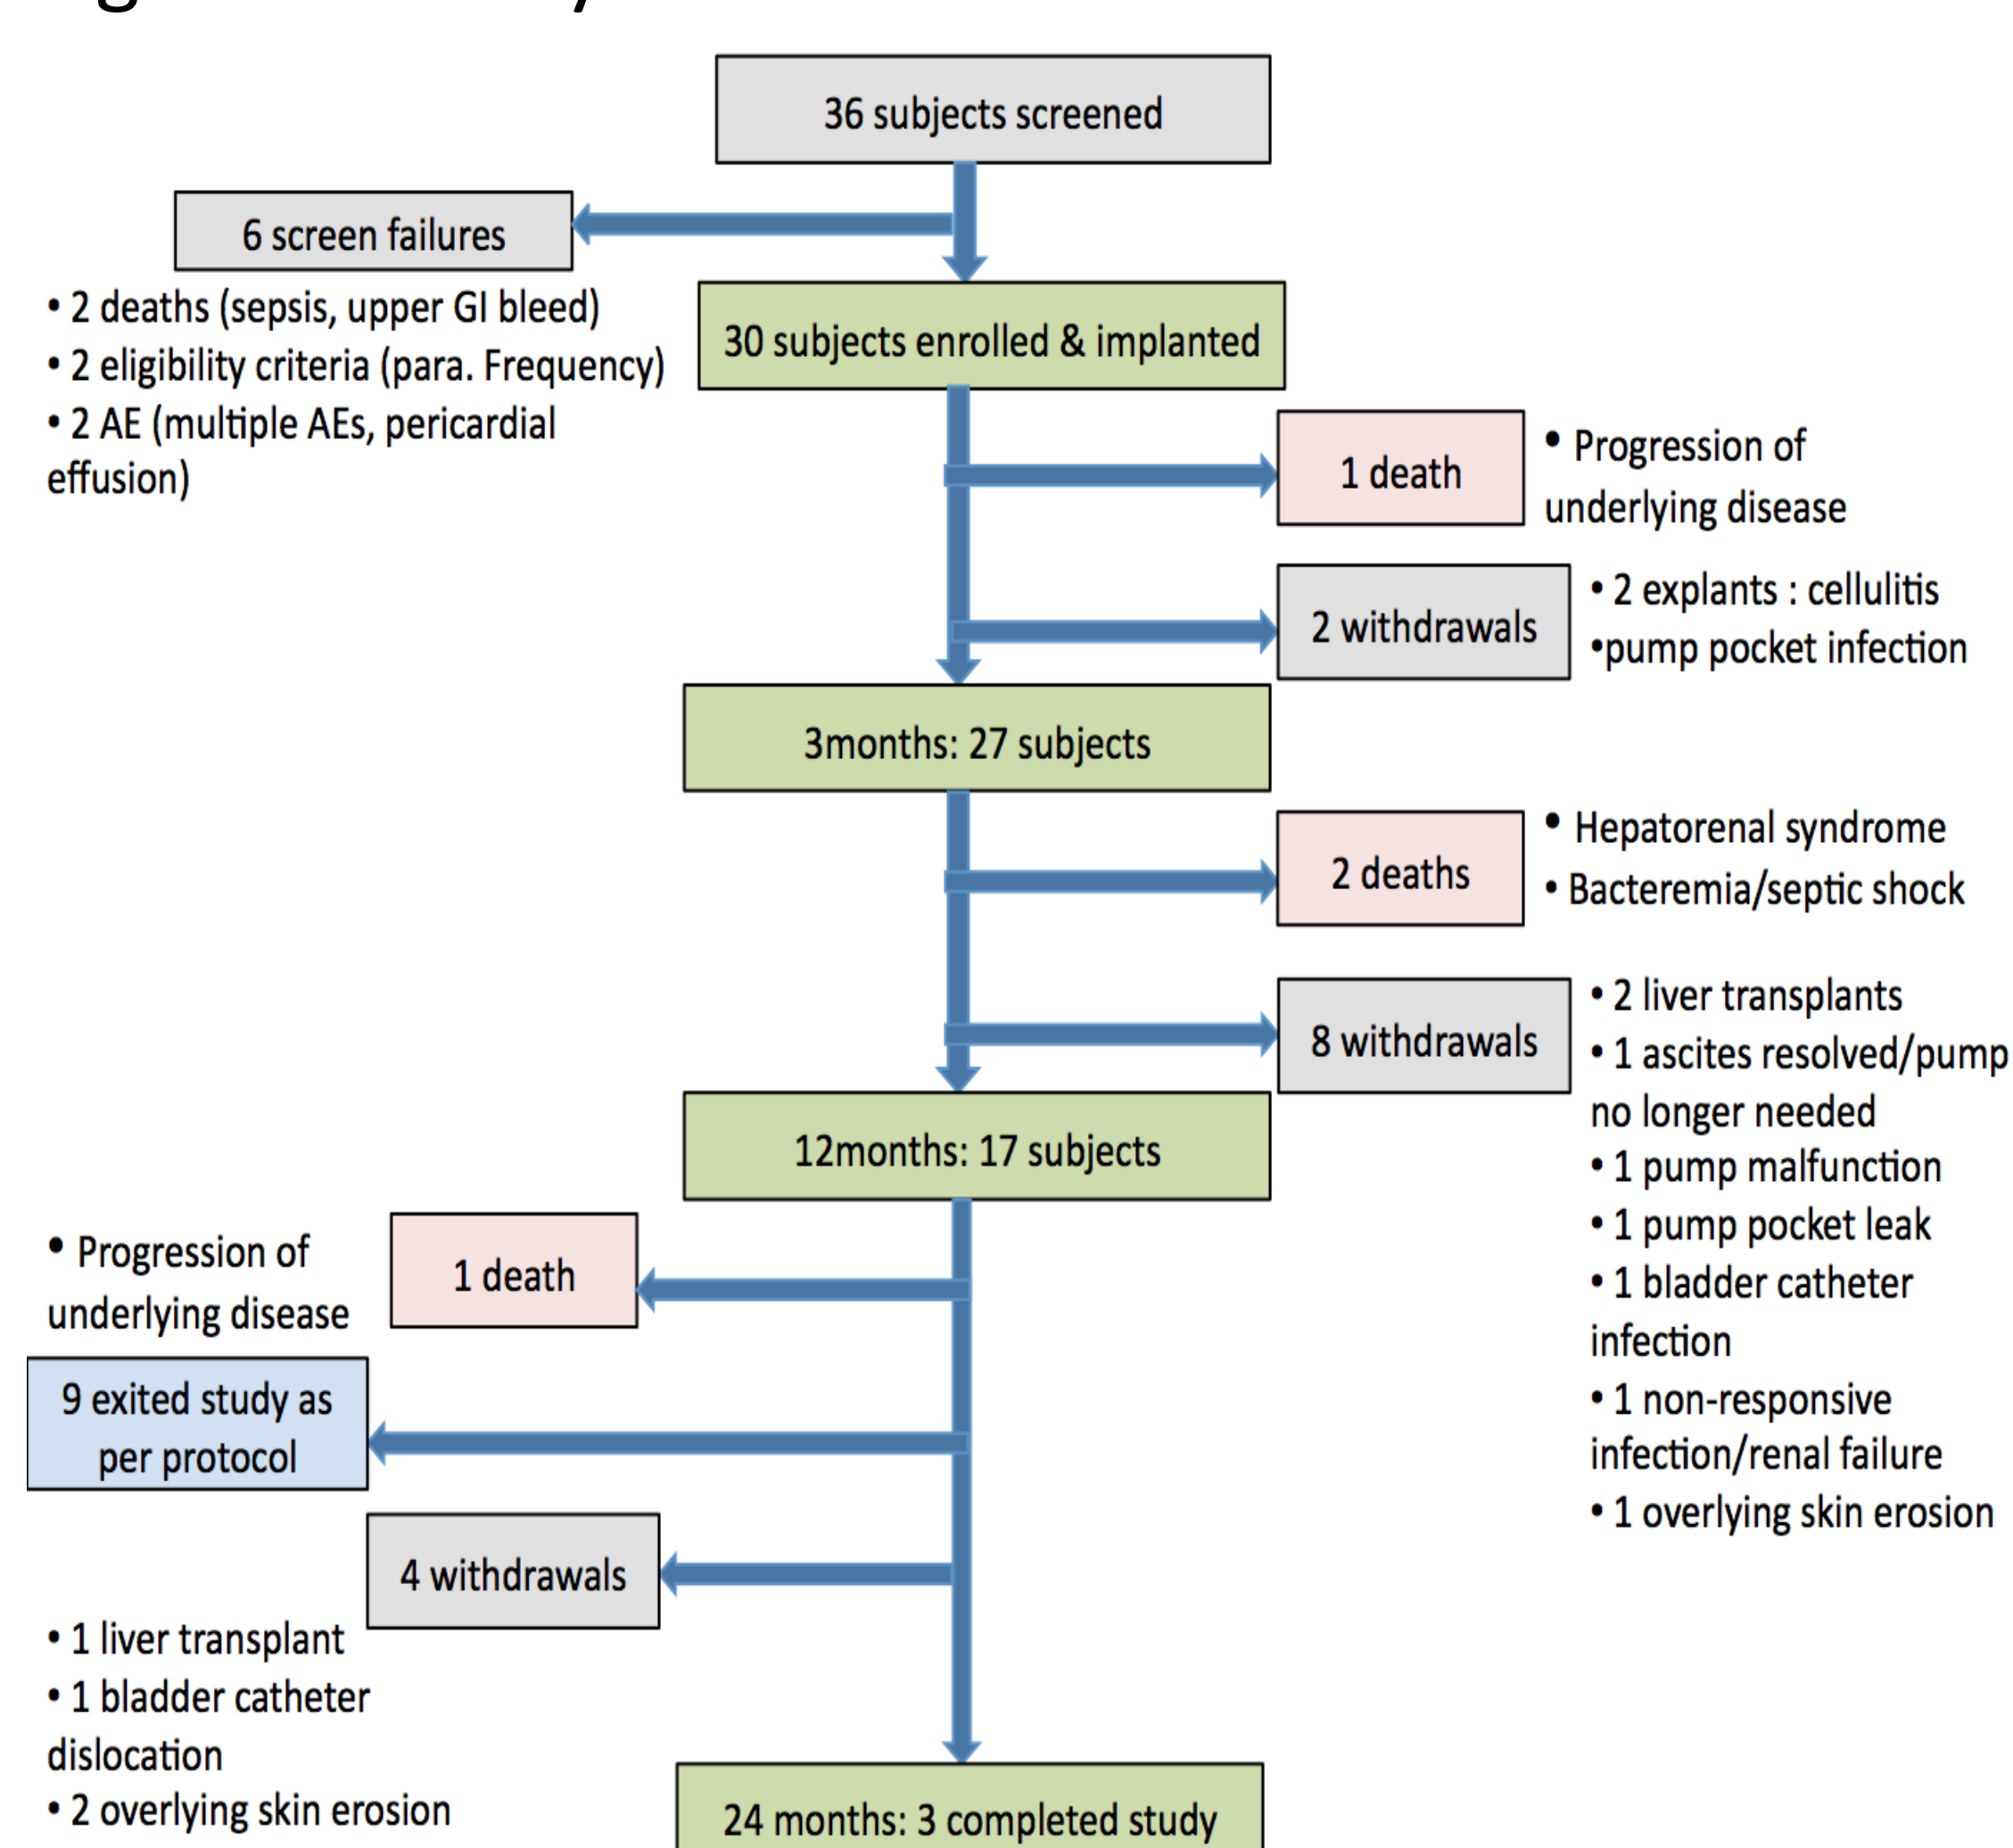 36 subjects screened
6 screen failures
• 2 deaths (sepsis, upper GI bleed)
• 2 eligibility criteria (para. Frequency)
• 2 AE (multiple AEs, pericardial
effusion)
30 subjects enrolled & implanted
1 death
• Progression of
underlying disease
2 withdrawals
• 2 explants : cellulitis
•pump pocket infection
3months: 27 subjects
2 deaths
• Hepatorenal syndrome
• Bacteremia/septic shock
8 withdrawals
• 2 liver transplants
• 1 ascites resolved/pump
no longer needed
• 1 pump malfunction
• 1 pump pocket leak
• 1 bladder catheter
infection
• 1 non-responsive
infection/renal failure
• 1 overlying skin erosion
12months: 17 subjects
1 death
• Progression of
underlying disease
9 exited study as
per protocol
4 withdrawals
• 1 liver transplant
• 1 bladder catheter
dislocation
• 2 overlying skin erosion
24 months: 3 completed study